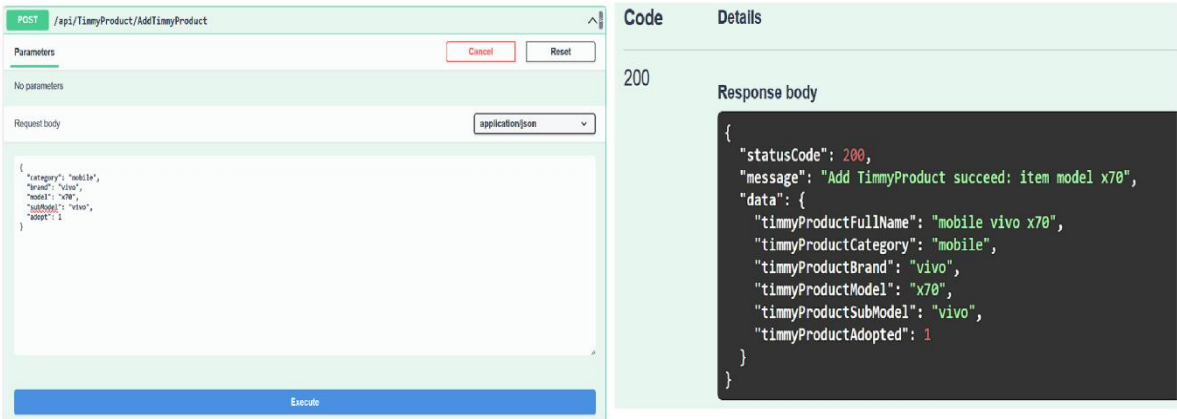 POST /api/TimmyProduct/AddTimmyProduct
Parameters
Cancel
Reset
No parameters
Request body
application/json
{
"category": "mobile",
"brand": "vivo",
"model": "x70",
"subModel": "vivo",
"adopt": 1
}
Execute
Code Details
200
Response body
{
"statusCode": 200,
"message": "Add TimmyProduct succeed: item model x70",
"data": {
"timmyProductFullName": "mobile vivo x70",
"timmyProductCategory": "mobile",
"timmyProductBrand": "vivo",
"timmyProductModel": "x70",
"timmyProductSubModel": "vivo",
"timmyProductAdopted": 1
}
}